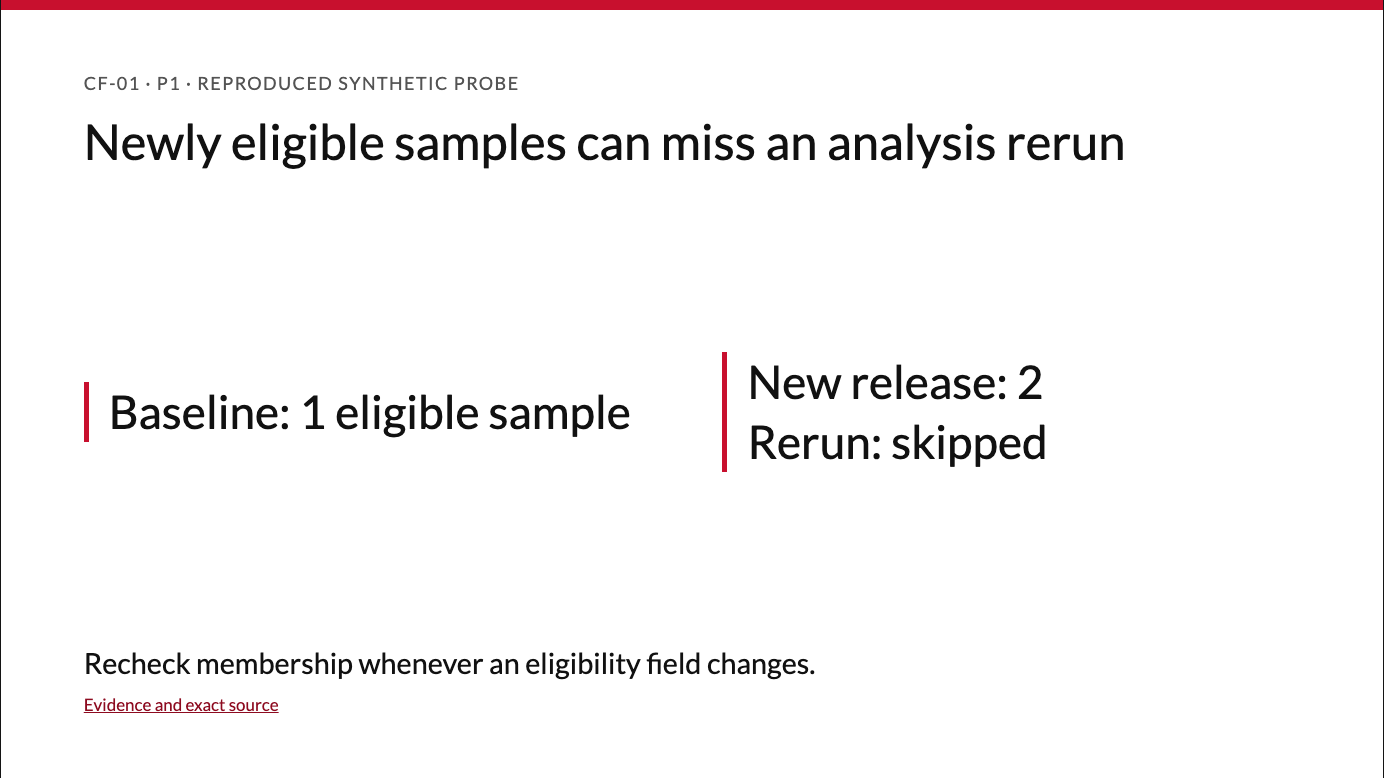 CF-01 · P1 · REPRODUCED SYNTHETIC PROBE
Newly eligible samples can miss an analysis rerun
Baseline: 1 eligible sample
New release: 2
Rerun: skipped
Recheck membership whenever an eligibility field changes.
Evidence and exact source